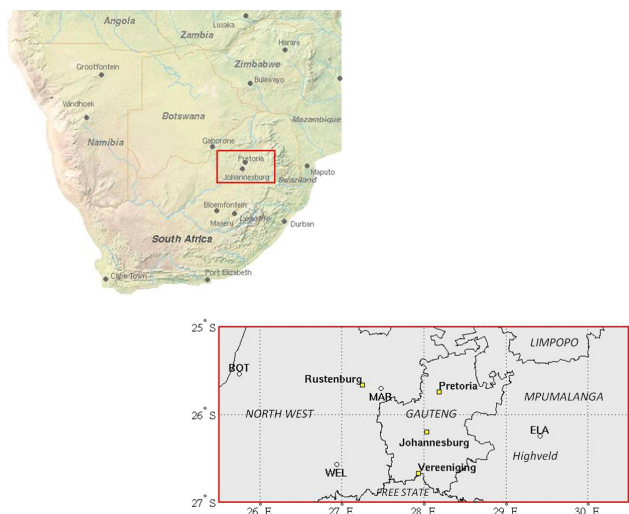 Angola
Lusaka
Zambia
Harare
Grootfontein
Zimbabwe
Bulawayo
Windhoek
Botswana
Mozambique
Namibia
Gaborone
Pretoria
Johannesburg
Maputo
Swaziland
Bloemfontein
Maseru
Lesotho
Durban
South Africa
Cape Town
Port Elizabeth
25° S
LIMPOPO
BOT
Rustenburg
MAB
Pretoria
MPUMALANGA
26° S
NORTH WEST
GAUTENG
ELA
Johannesburg
Highveld
WEL
Vereeniging
FREE STATE
27° S
26° E
27° E
28° E
29° E
30° E